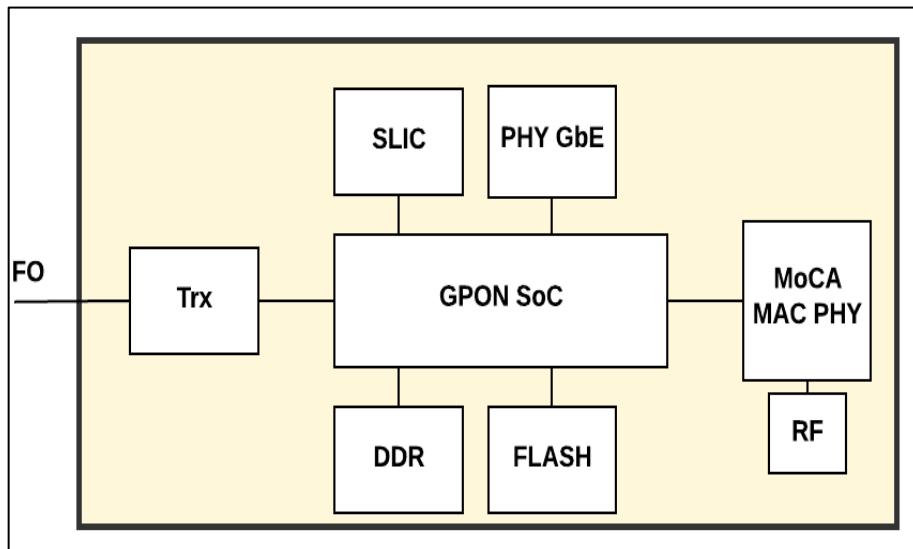 SLIC
PHY GbE
FO
Trx
GPON SoC
MoCA
MAC PHY
RF
DDR
FLASH